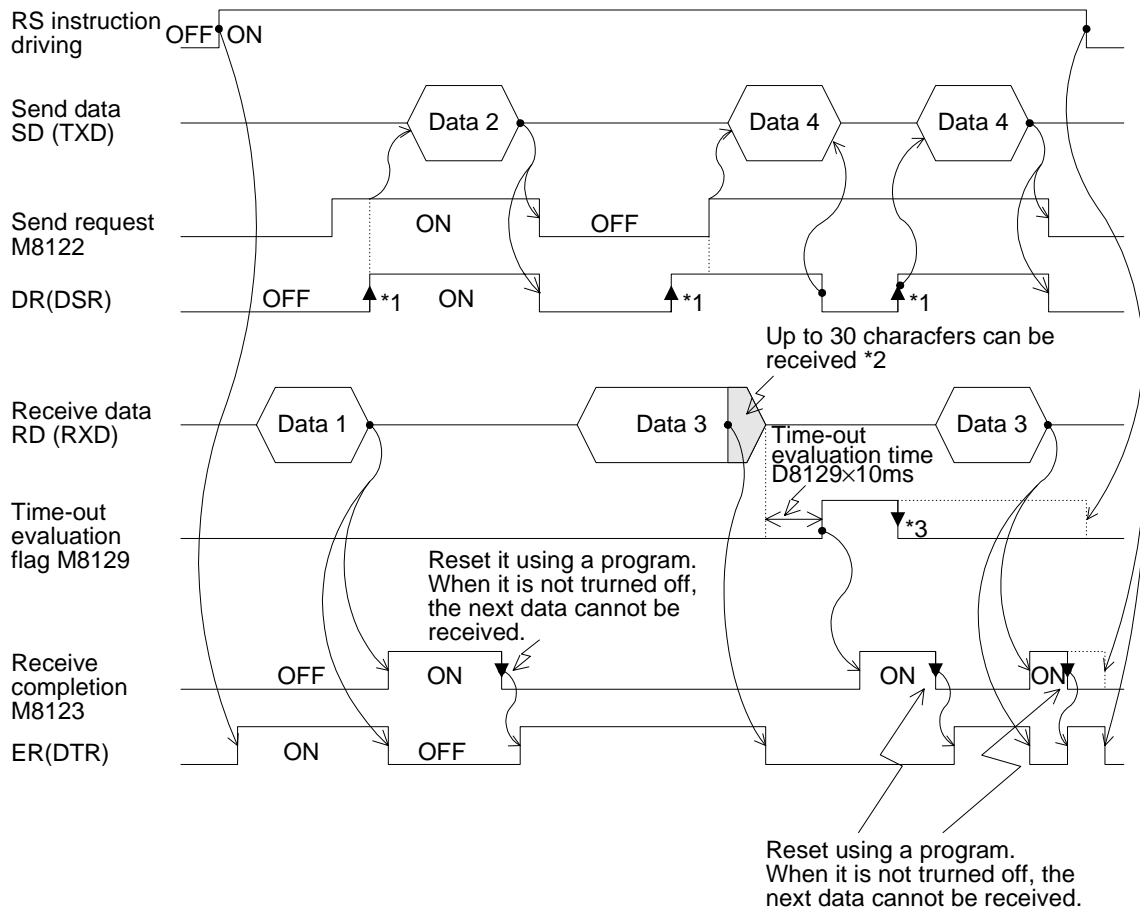 RS instruction
driving
OFF
ON
Send data
SD (TXD)
Data 2
Data 4
Data 4
Send request
M8122
ON
OFF
DR(DSR)
OFF
*1
ON
*1
*1
Up to 30 characfers can be
received *2
Receive data
RD (RXD)
Data 1
Data 3
Data 3
Time-out
evaluation time
D8129×10ms
Time-out
evaluation
flag M8129
*3
Reset it using a program.
When it is not trurned off,
the next data cannot be
received.
Receive
completion
M8123
OFF
ON
ON
ON
ER(DTR)
ON
OFF
Reset using a program.
When it is not trurned off, the
next data cannot be received.